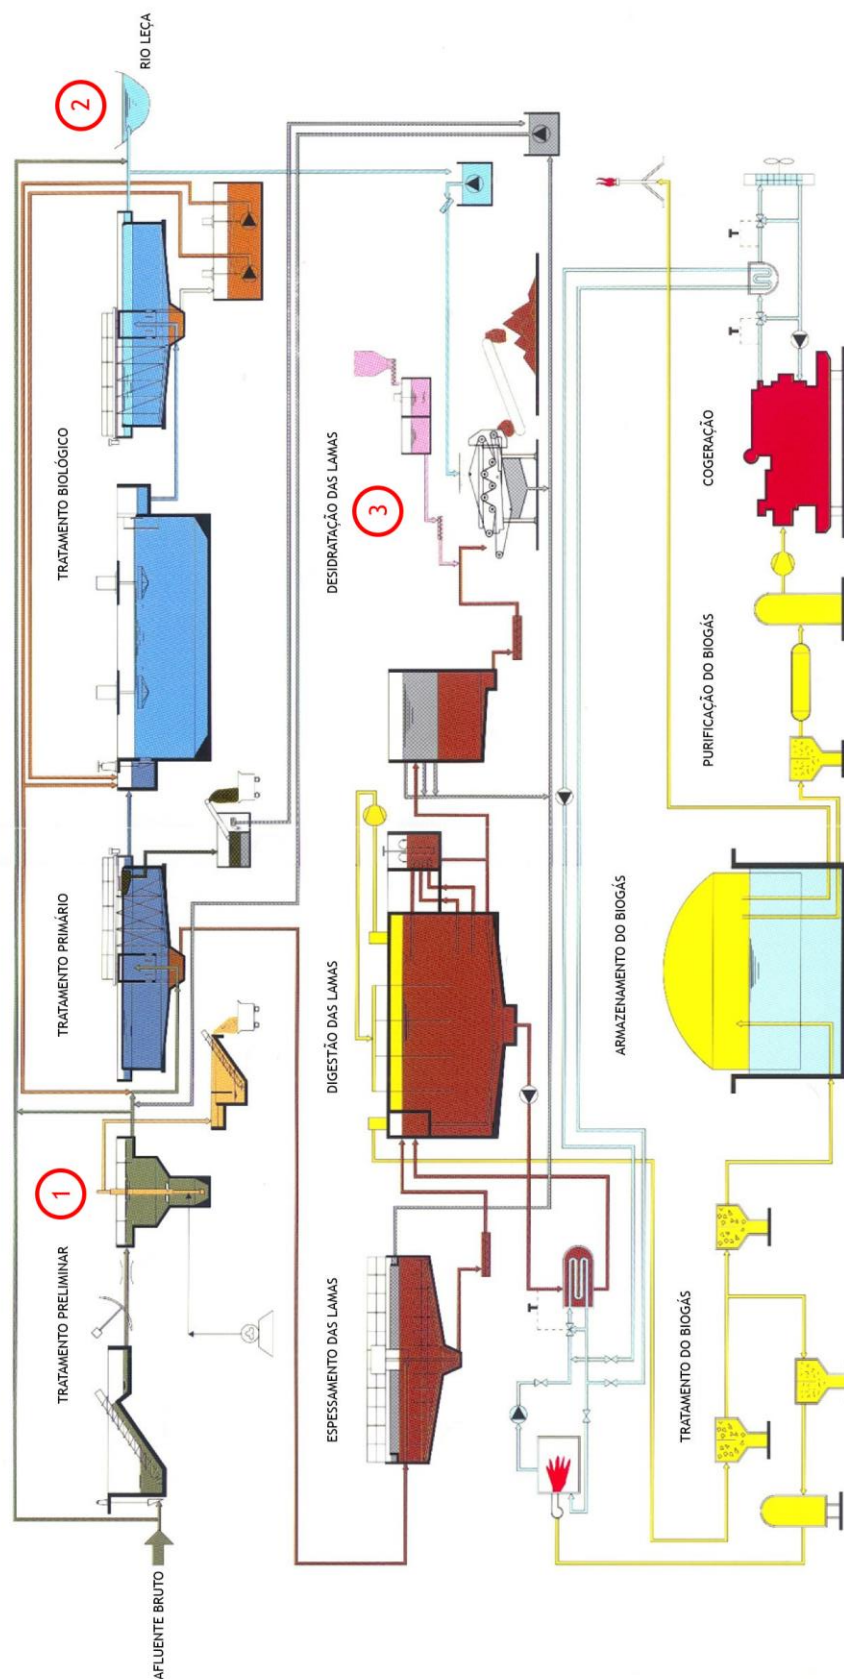 AFLUENTE BRUTO
TRATAMENTO PRELIMINAR
1
TRATAMENTO PRIMÁRIO
TRATAMENTO BIOLÓGICO
2
RIO LEÇA
ESPESSAMENTO DAS LAMAS
DIGESTÃO DAS LAMAS
DESIDRATAÇÃO DAS LAMAS
3
T
TRATAMENTO DO BIOGÁS
ARMAZENAMENTO DO BIOGÁS
PURIFICAÇÃO DO BIOGÁS
COGERAÇÃO
T
T